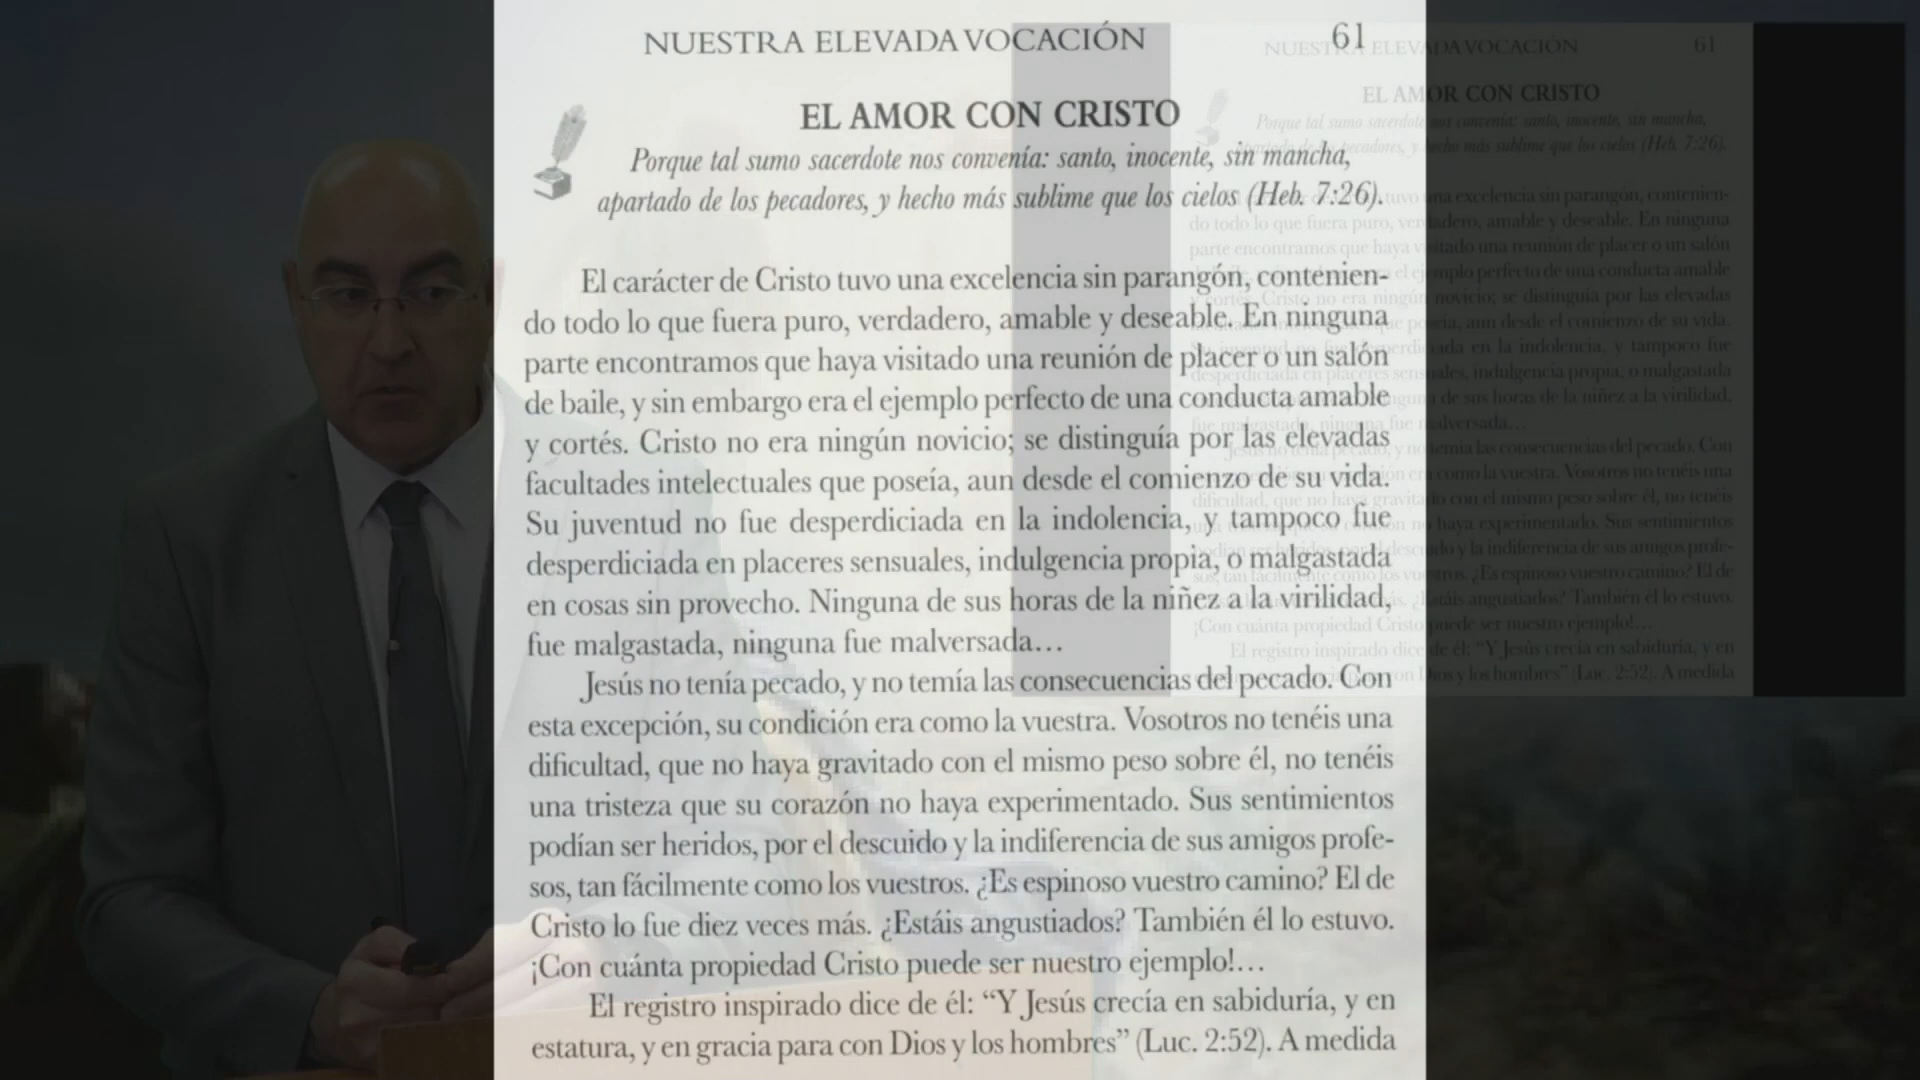 NUESTRA ELEVADA VOCACIÓN 61
EL AMOR CON CRISTO
Porque tal sumo sacerdote nos convenía: santo, inocente, sin mancha,
apartado de los pecadores, y hecho más sublime que los cielos (Heb. 7:26).
El carácter de Cristo tuvo una excelencia sin parangón, contenien-
do todo lo que fuera puro, verdadero, amable y deseable. En ninguna
parte encontramos que haya visitado una reunión de placer o un salón
de baile, y sin embargo era el ejemplo perfecto de una conducta amable
y cortés. Cristo no era ningún novicio; se distinguía por las elevadas
facultades intelectuales que poseía, aun desde el comienzo de su vida.
Su juventud no fue desperdiciada en la indolencia, y tampoco fue
desperdiciada en placeres sensuales, indulgencia propia, o malgastada
en cosas sin provecho. Ninguna de sus horas de la niñez a la virilidad,
fue malgastada, ninguna fue malversada…
Jesús no tenía pecado, y no temía las consecuencias del pecado. Con
esta excepción, su condición era como la vuestra. Vosotros no tenéis una
dificultad, que no haya gravitado con el mismo peso sobre él, no tenéis
una tristeza que su corazón no haya experimentado. Sus sentimientos
podían ser heridos, por el descuido y la indiferencia de sus amigos profe-
sos, tan fácilmente como los vuestros. ¿Es espinoso vuestro camino? El de
Cristo lo fue diez veces más. ¿Estáis angustiados? También él lo estuvo.
¡Con cuánta propiedad Cristo puede ser nuestro ejemplo!…
El registro inspirado dice de él: “Y Jesús crecía en sabiduría, y en
estatura, y en gracia para con Dios y los hombres” (Luc. 2:52). A medida